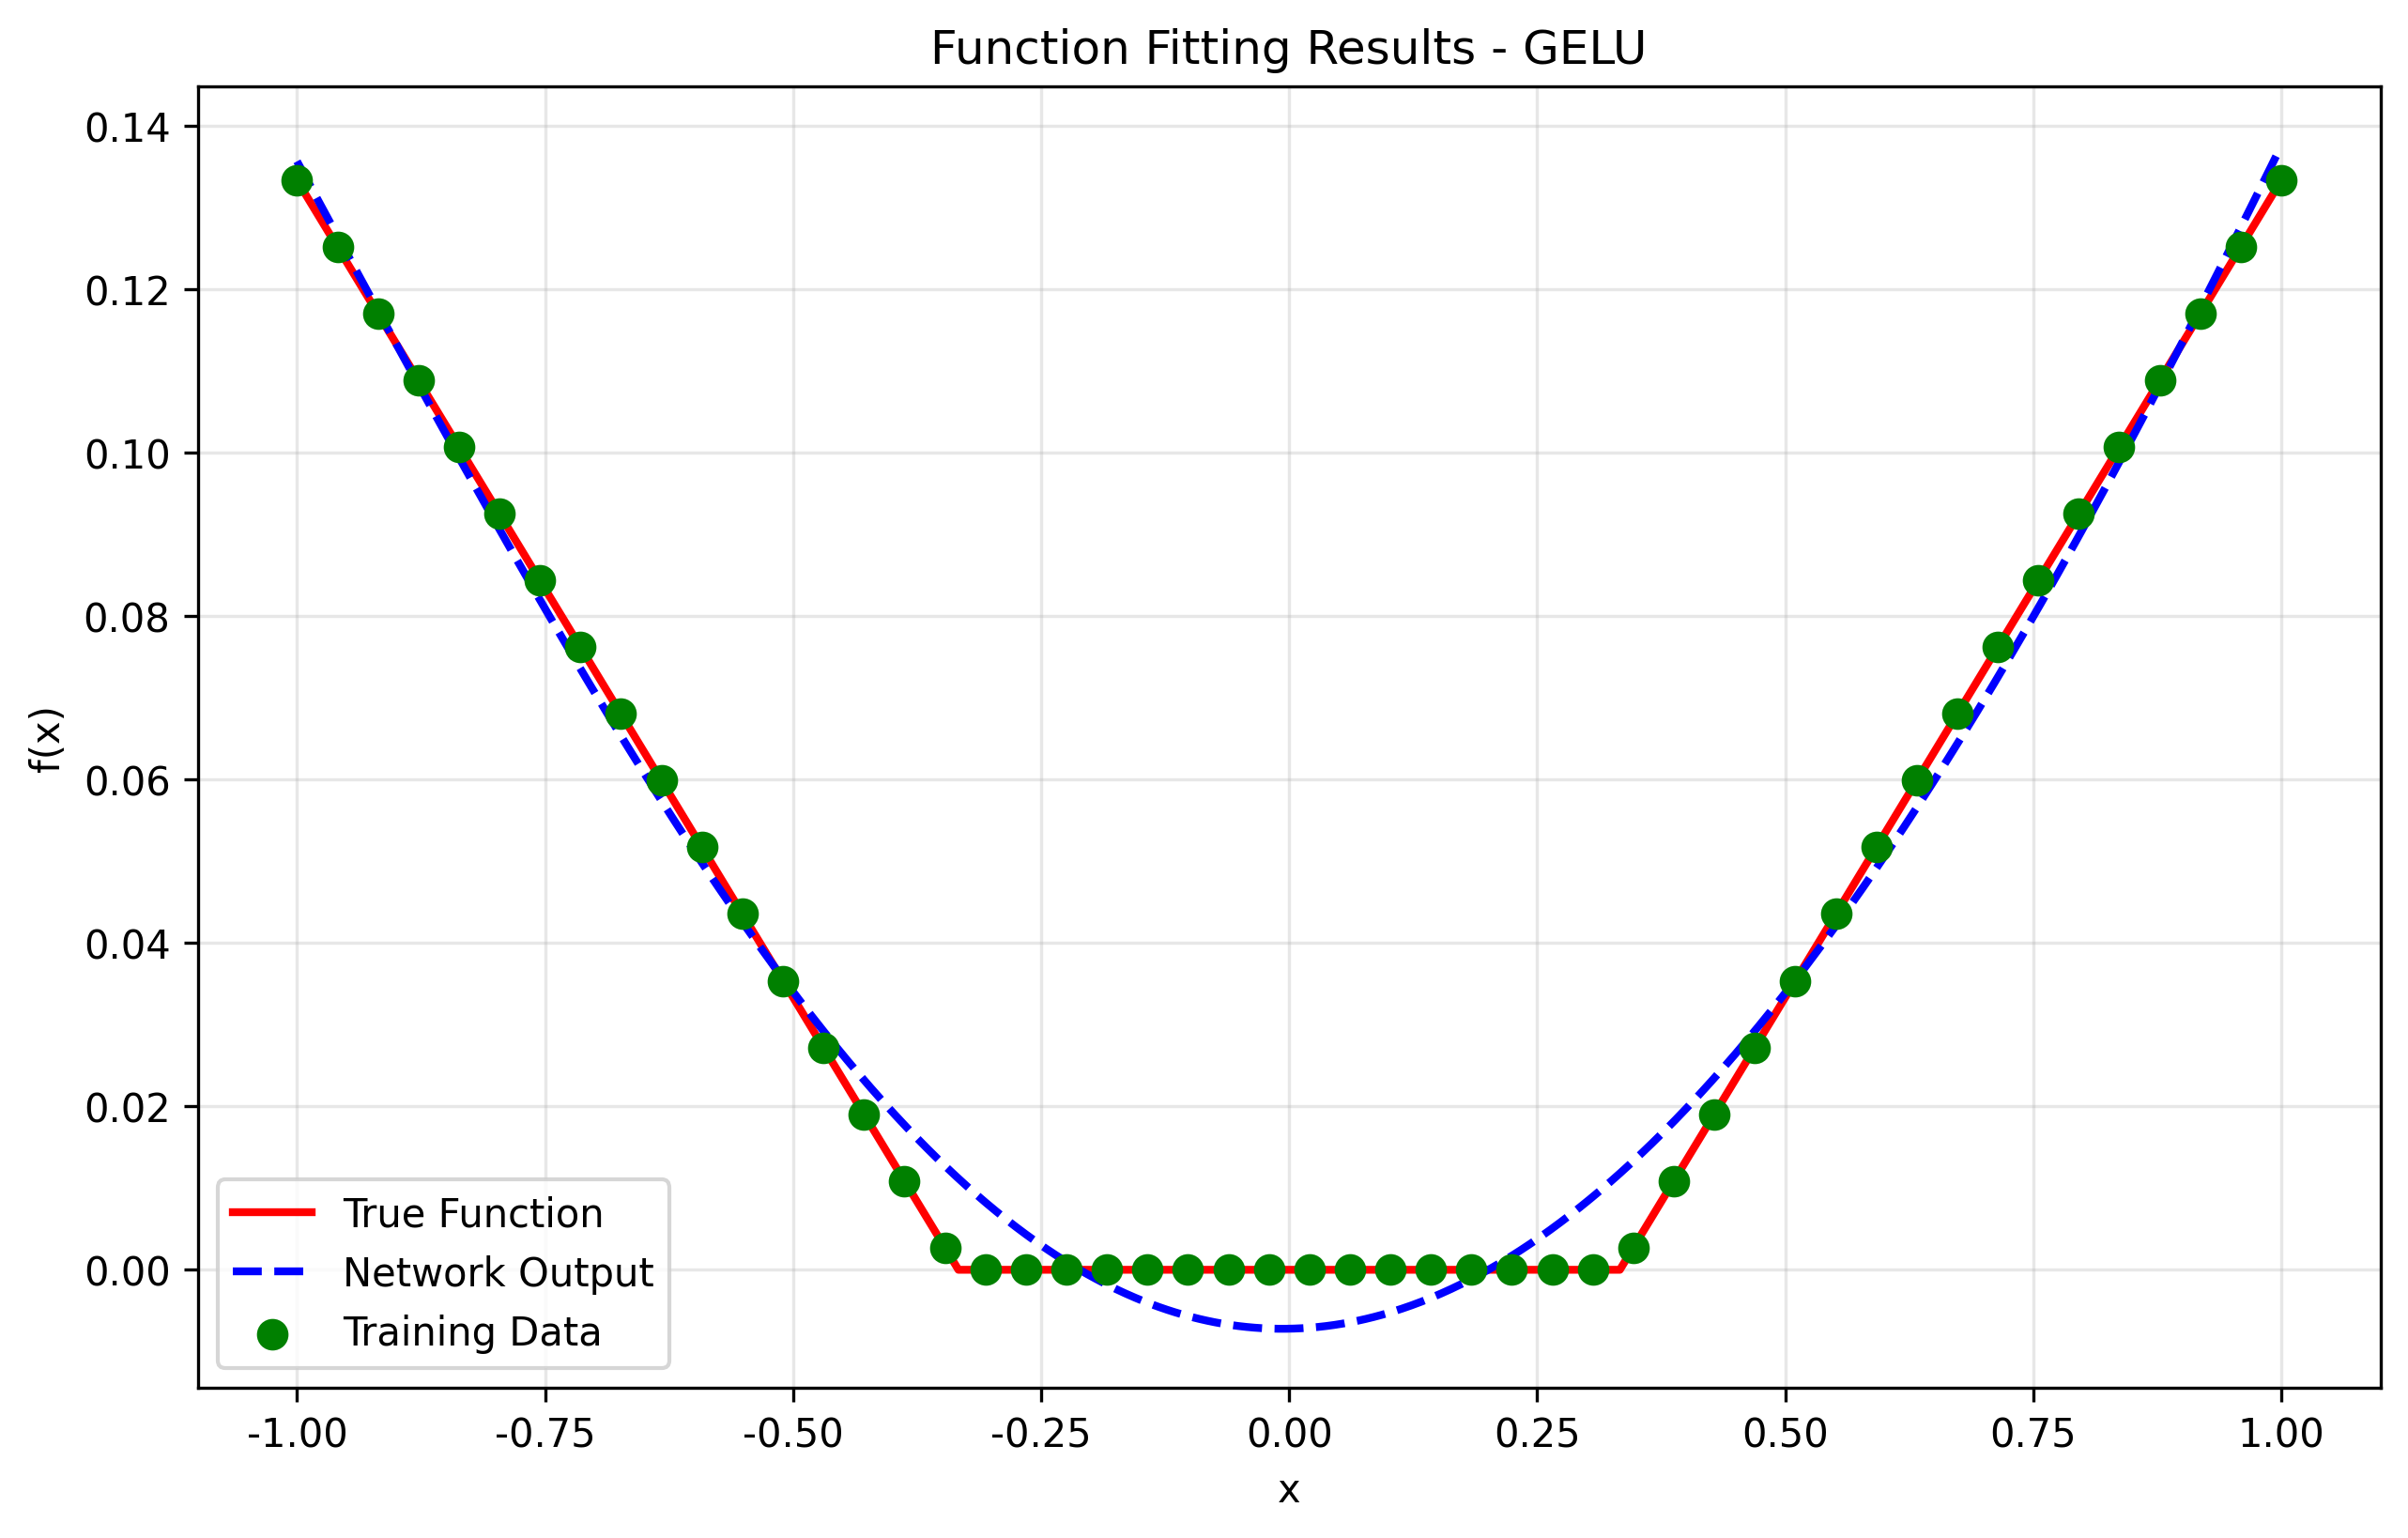 Function Fitting Results - GELU
0.14
0.12
0.10
0.08
0.06
0.04
0.02
0.00
f(x)
True Function
Network Output
Training Data
-1.00 -0.75 -0.50 -0.25 0.00 0.25 0.50 0.75 1.00
x